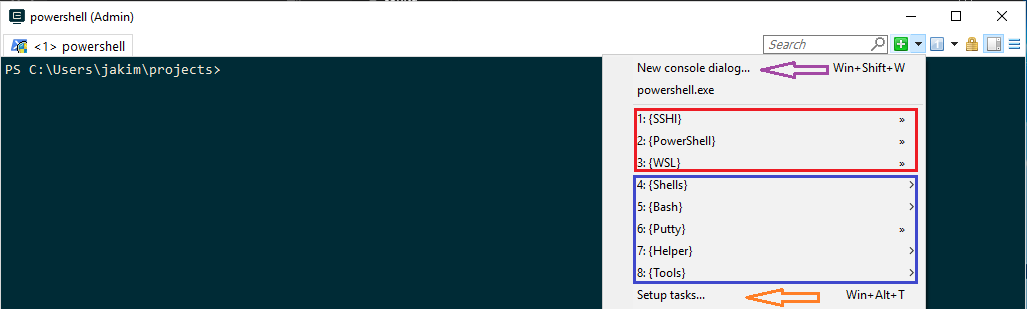 powershell (Admin)
<1> powershell
Search
PS C:\Users\jakim\projects>
New console dialog... Win+Shift+W
powershell.exe
1: {SSHI} »
2: {PowerShell} »
3: {WSL} »
4: {Shells} >
5: {Bash} >
6: {Putty} »
7: {Helper} >
8: {Tools} >
Setup tasks... Win+Alt+T